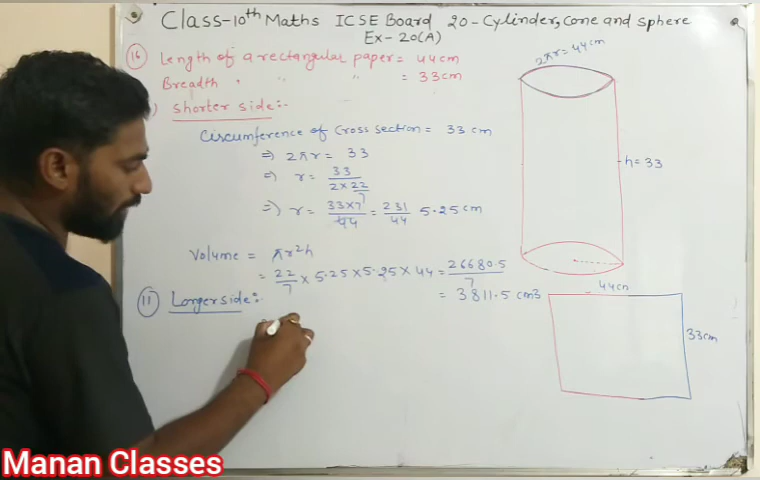 Class-10th Maths ICSE Board 20-Cylinder, cone and sphere
Ex-20(A)
16 Length of a rectangular paper = 44cm
Breadth " " " = 33cm
) Shorter side:-
Circumference of Cross section = 33 cm
⇒ 2πr = 33
⇒ r = 33 / (2 × 22/7)
⇒) r = 33×7/44 = 231/44 5.25cm
Volume = πr²h
= 22/7 × 5.25 × 5.25 × 44 = 26680.5/7
= 3811.5 cm3
11 Longer side:-
2πr = 44cm
h = 33
44cm
33cm
Manan Classes